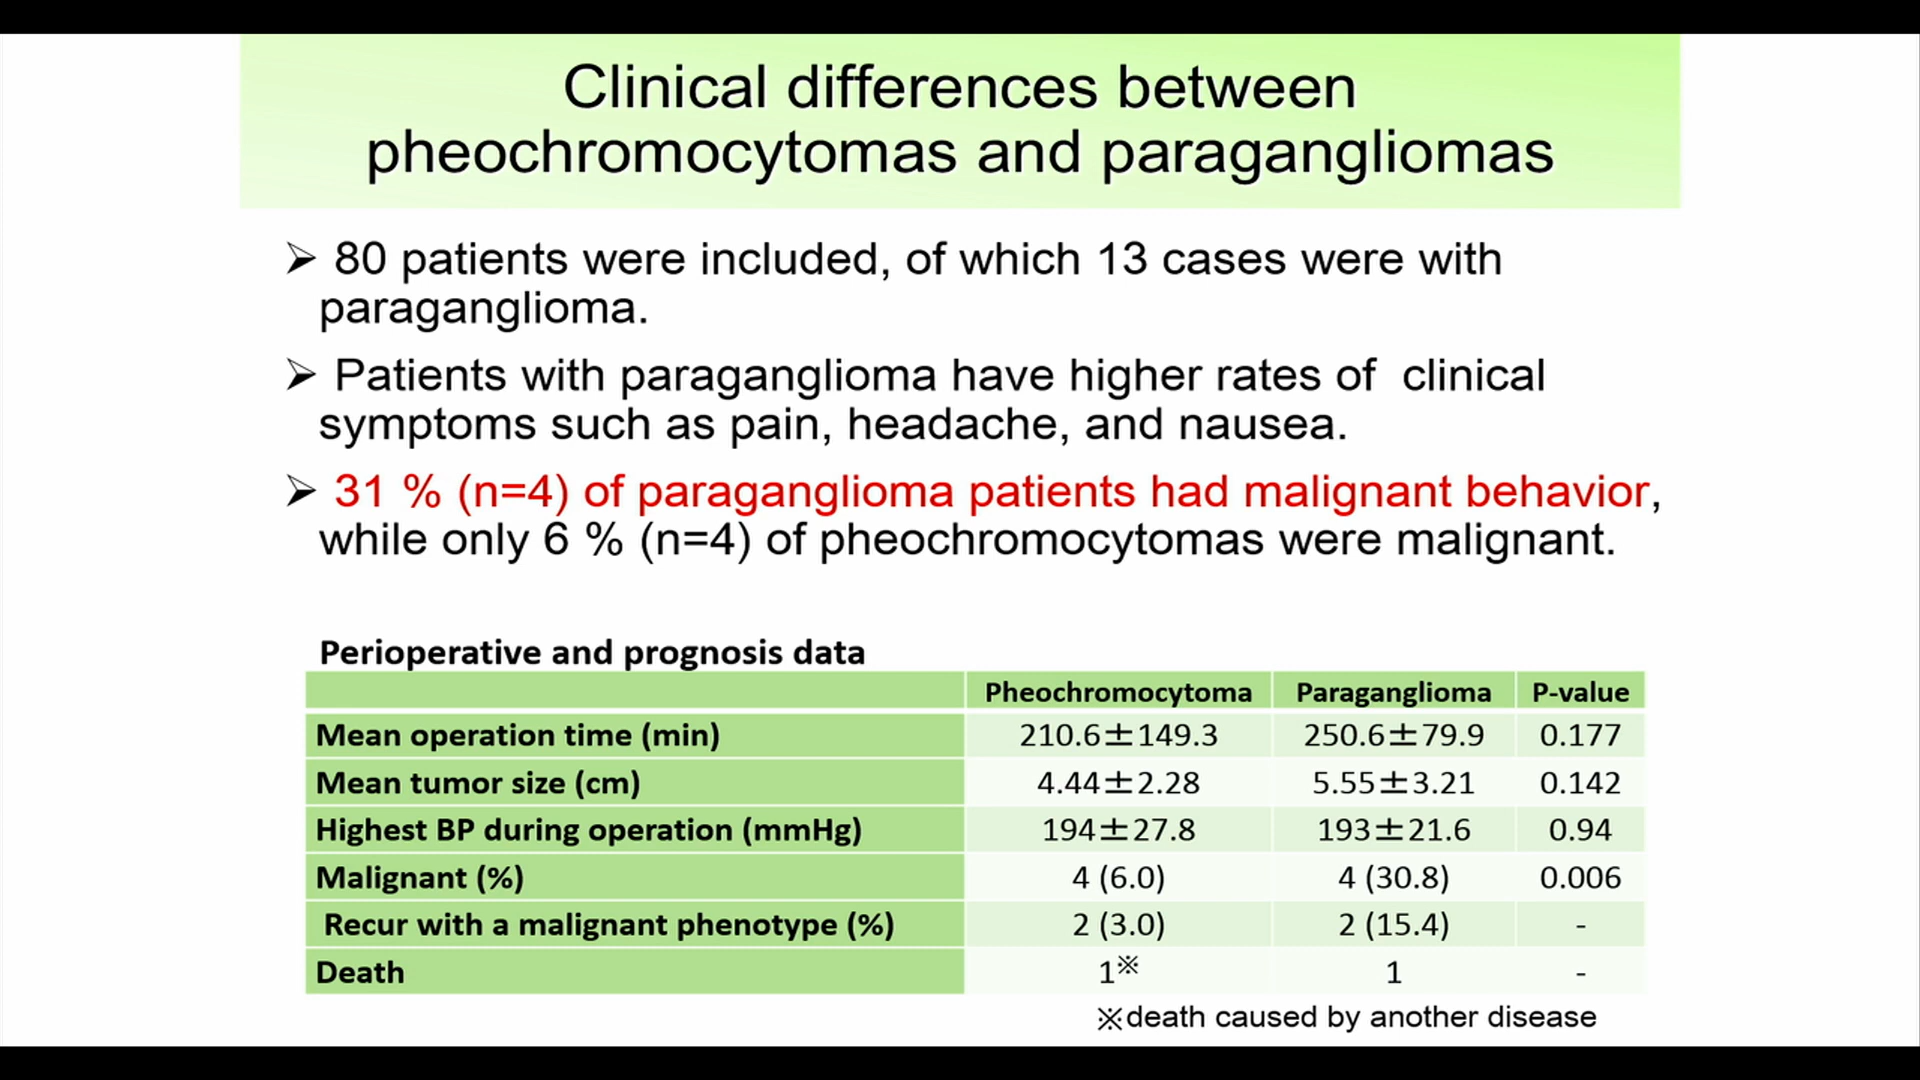 Clinical differences between
pheochromocytomas and paragangliomas
➢ 80 patients were included, of which 13 cases were with
paraganglioma.
➢ Patients with paraganglioma have higher rates of clinical
symptoms such as pain, headache, and nausea.
➢ 31 % (n=4) of paraganglioma patients had malignant behavior,
while only 6 % (n=4) of pheochromocytomas were malignant.
Perioperative and prognosis data
Pheochromocytoma Paraganglioma P-value
Mean operation time (min) 210.6±149.3 250.6±79.9 0.177
Mean tumor size (cm) 4.44±2.28 5.55±3.21 0.142
Highest BP during operation (mmHg) 194±27.8 193±21.6 0.94
Malignant (%) 4 (6.0) 4 (30.8) 0.006
Recur with a malignant phenotype (%) 2 (3.0) 2 (15.4) -
Death 1※ 1 -
※death caused by another disease